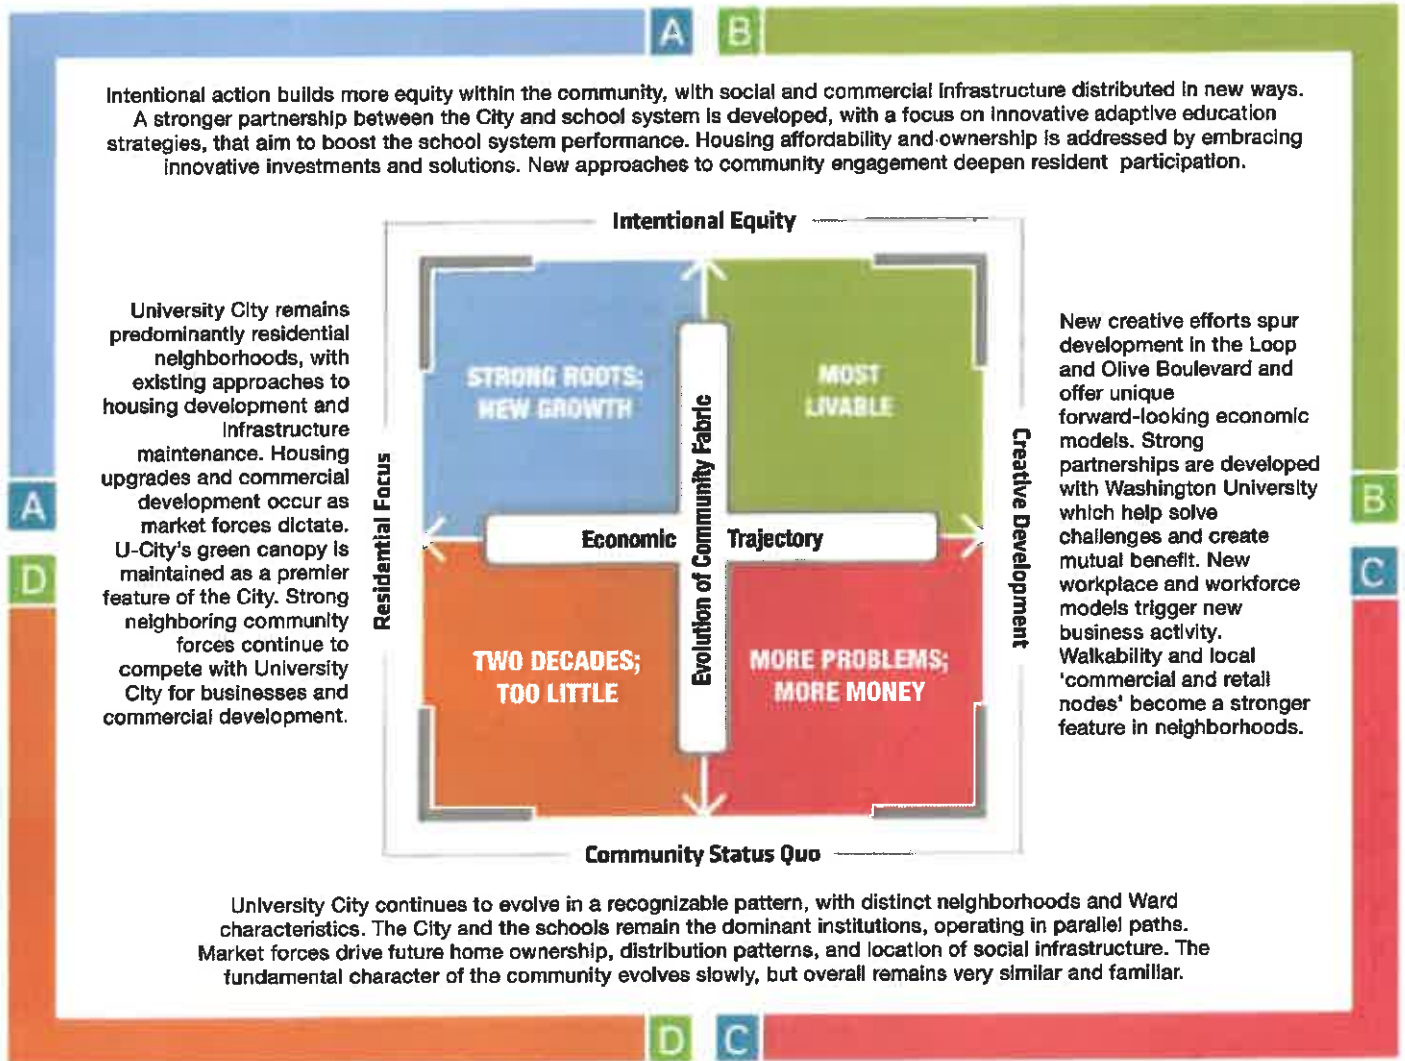 A B
Intentional action builds more equity within the community, with social and commercial infrastructure distributed in new ways.
A stronger partnership between the City and school system is developed, with a focus on innovative adaptive education
strategies, that aim to boost the school system performance. Housing affordability and ownership is addressed by embracing
innovative investments and solutions. New approaches to community engagement deepen resident participation.
Intentional Equity
University City remains
predominantly residential
neighborhoods, with
existing approaches to
housing development and
infrastructure
maintenance. Housing
upgrades and commercial
development occur as
market forces dictate.
U-City's green canopy is
maintained as a premier
feature of the City. Strong
neighboring community
forces continue to
compete with University
City for businesses and
commercial development.
A
D
Residential Focus
STRONG ROOTS;
NEW GROWTH
MOST
LIVABLE
Evolution of Community Fabric
Economic Trajectory
TWO DECADES;
TOO LITTLE
MORE PROBLEMS;
MORE MONEY
Creative Development
New creative efforts spur
development in the Loop
and Olive Boulevard and
offer unique
forward-looking economic
models. Strong
partnerships are developed
with Washington University
which help solve
challenges and create
mutual benefit. New
workplace and workforce
models trigger new
business activity.
Walkability and local
'commercial and retail
nodes' become a stronger
feature in neighborhoods.
B
C
Community Status Quo
University City continues to evolve in a recognizable pattern, with distinct neighborhoods and Ward
characteristics. The City and the schools remain the dominant institutions, operating in parallel paths.
Market forces drive future home ownership, distribution patterns, and location of social infrastructure. The
fundamental character of the community evolves slowly, but overall remains very similar and familiar.
D C